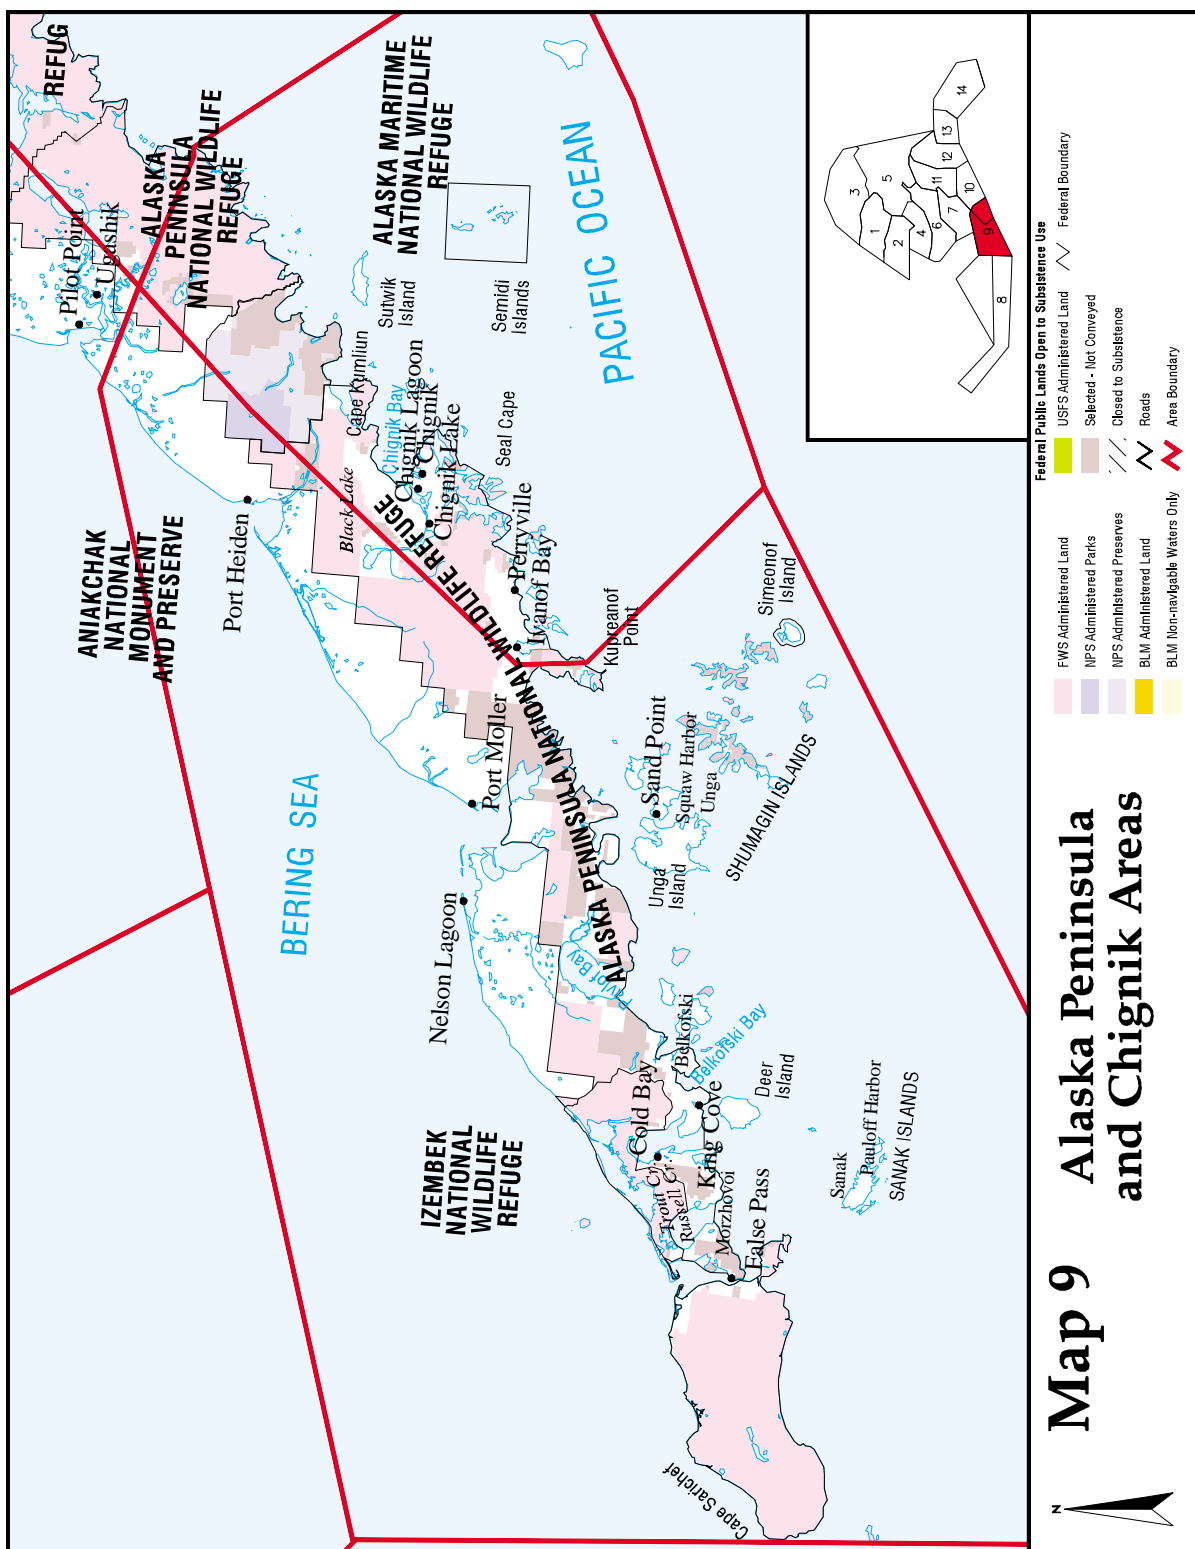 REFUG
Pilot Point
Ugashik
ALASKA
PENINSULA
NATIONAL WILDLIFE
REFUGE
ALASKA MARITIME
NATIONAL WILDLIFE
REFUGE
PACIFIC OCEAN
Sutwik
Island
Semidi
Islands
ANIAKCHAK
NATIONAL
MONUMENT
AND PRESERVE
Port Heiden
Black Lake
Cape Kumliun
Chignik Bay
Chignik Lagoon
Chignik
Chignik Lake
Seal Cape
Perryville
Ivanof Bay
Kupreanof
Point
Simeonof
Island
BERING SEA
Port Moller
ALASKA PENINSULA NATIONAL WILDLIFE REFUGE
Sand Point
Squaw Harbor
Unga
Unga
Island
SHUMAGIN ISLANDS
Nelson Lagoon
Pavlof Bay
Belkofski
Belkofski Bay
Deer
Island
IZEMBEK
NATIONAL
WILDLIFE
REFUGE
Cold Bay
King Cove
Trout Cr.
Russell Cr.
Morzhovoi
False Pass
Sanak
Pauloff Harbor
SANAK ISLANDS
Cape Sarichef
1
2
3
4
5
6
7
8
9
10
11
12
13
14
N
Map 9
Alaska Peninsula
and Chignik Areas
Federal Public Lands Open to Subsistence Use
FWS Administered Land
NPS Administered Parks
NPS Administered Preserves
BLM Administered Land
BLM Non-navigable Waters Only
USFS Administered Land
Selected - Not Conveyed
Closed to Subsistence
Roads
Area Boundary
Federal Boundary